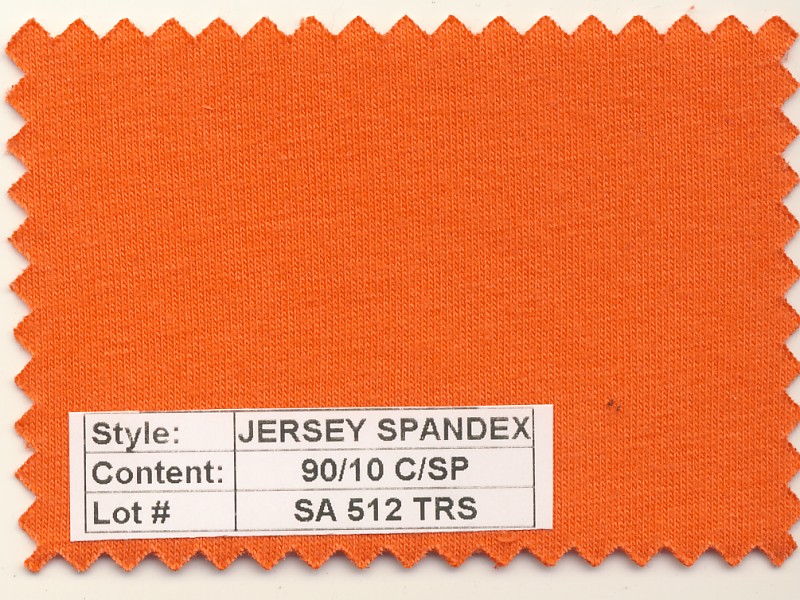 Style: JERSEY SPANDEX
Content: 90/10 C/SP
Lot # SA 512 TRS